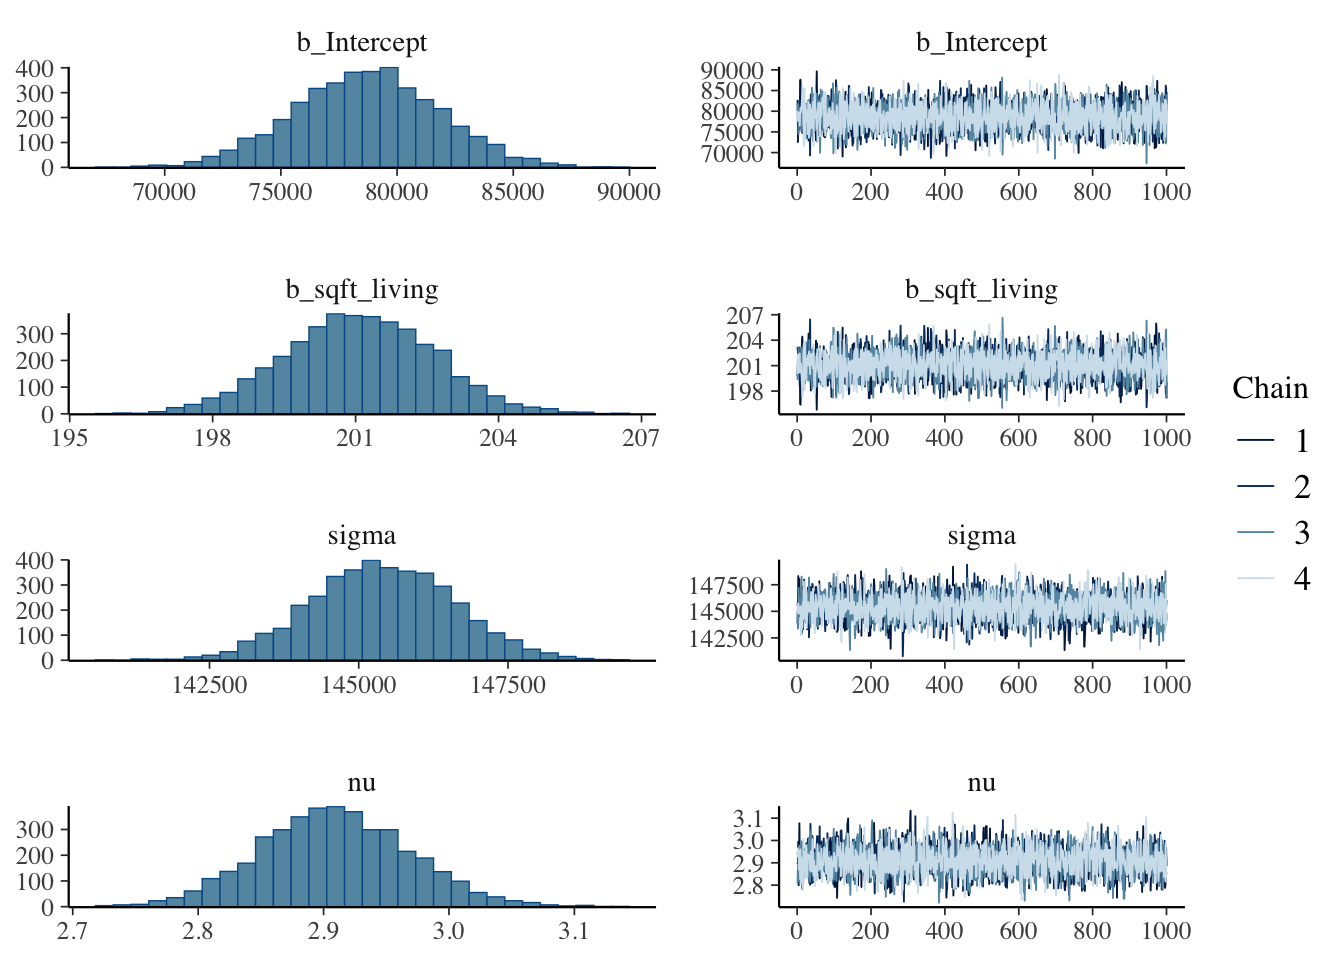 b_Intercept
400
300
200
100
0
70000 75000 80000 85000 90000
b_Intercept
90000
85000
80000
75000
70000
0 200 400 600 800 1000
b_sqft_living
300
200
100
0
195 198 201 204 207
b_sqft_living
207
204
201
198
0 200 400 600 800 1000
sigma
400
300
200
100
0
142500 145000 147500
sigma
147500
145000
142500
0 200 400 600 800 1000
nu
300
200
100
0
2.7 2.8 2.9 3.0 3.1
nu
3.1
3.0
2.9
2.8
0 200 400 600 800 1000
Chain
1
2
3
4